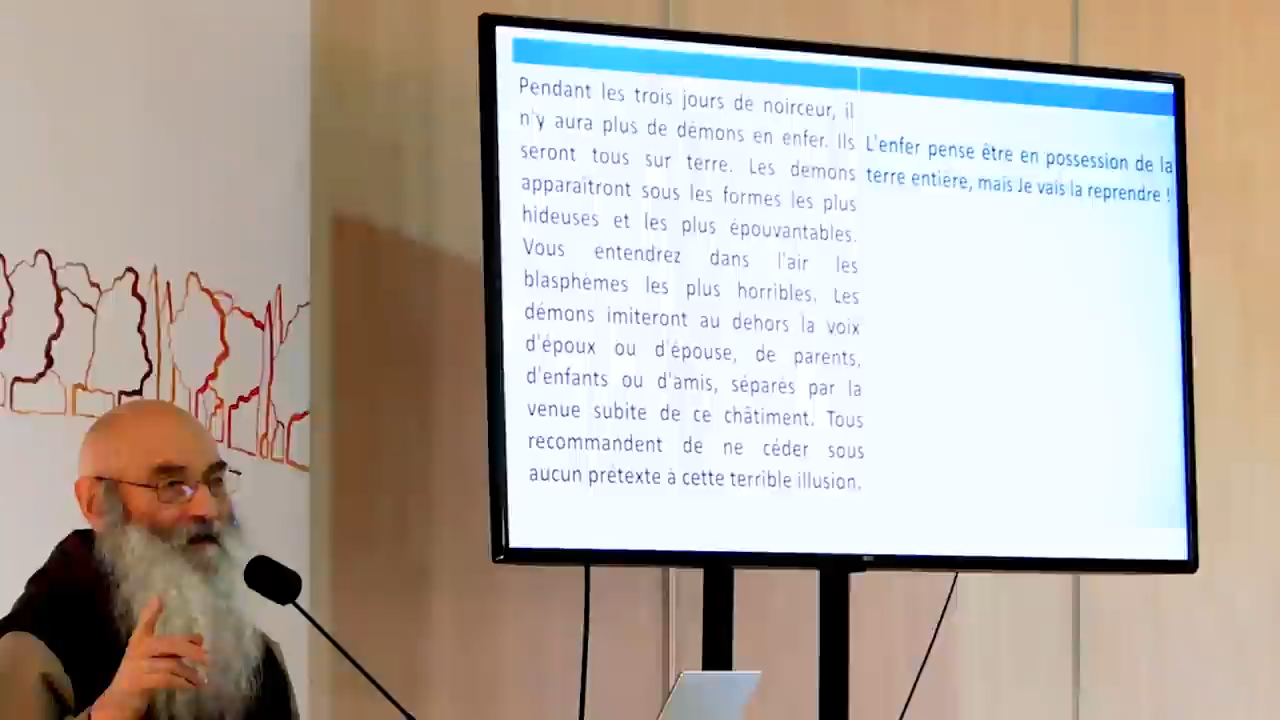 Pendant les trois jours de noirceur, il
n'y aura plus de démons en enfer. Ils
seront tous sur terre. Les demons
apparaitront sous les formes les plus
hideuses et les plus épouvantables.
Vous entendrez dans l'air les
blasphèmes les plus horribles. Les
démons imiteront au dehors la voix
d'époux ou d'épouse, de parents,
d'enfants ou d'amis, séparés par la
venue subite de ce châtiment. Tous
recommandent de ne céder sous
aucun prétexte à cette terrible illusion.
L'enfer pense être en possession de la
terre entière, mais Je vais la reprendre !